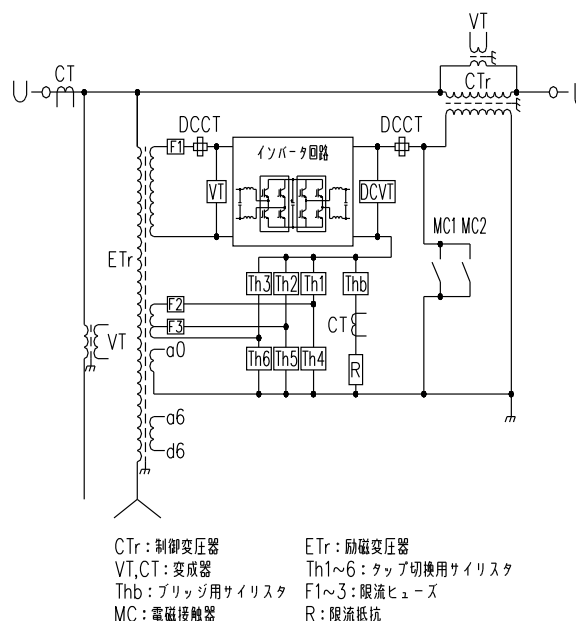 VT
CT
U
CTr
DCCT
DCCT
F1
インバータ回路
VT
DCVT
MC1 MC2
ETr
Th3 Th2 Th1 Thb
F2
F3
CT
VT
a0
Th6 Th5 Th4
R
a6
d6
CTr：制御変圧器 ETr：励磁変圧器
VT,CT：変成器 Th1~6：タップ切換用サイリスタ
Thb：ブリッジ用サイリスタ F1~3：限流ヒューズ
MC：電磁接触器 R：限流抵抗